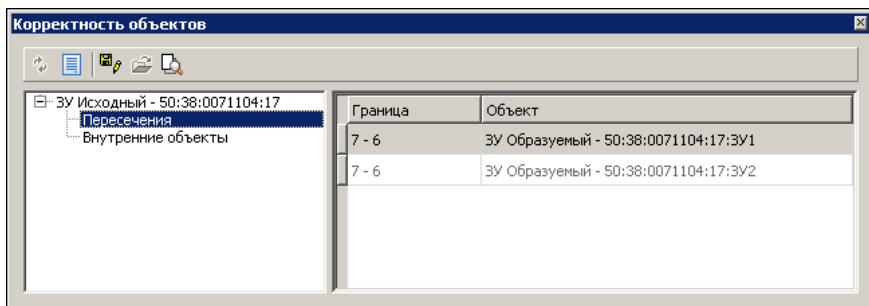 Корректность объектов
ЗУ Исходный - 50:38:0071104:17
Пересечения
Внутренние объекты
Граница Объект
7 - 6 ЗУ Образуемый - 50:38:0071104:17:ЗУ1
7 - 6 ЗУ Образуемый - 50:38:0071104:17:ЗУ2